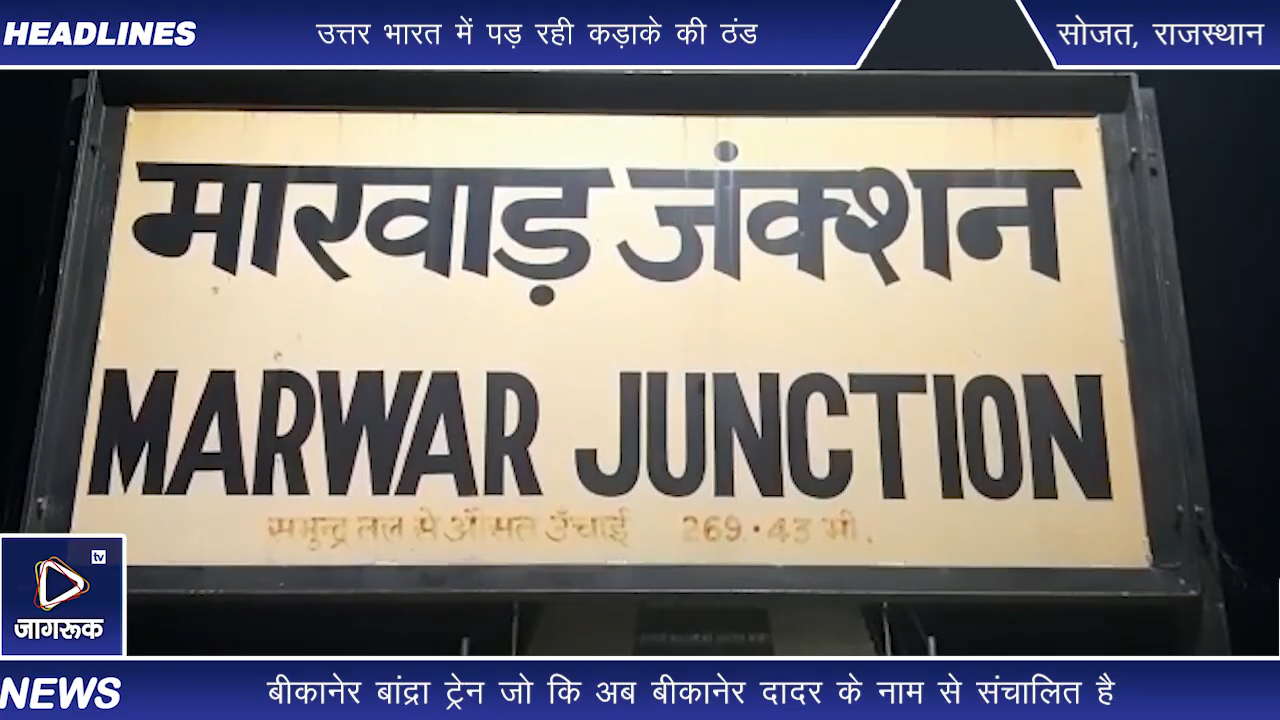 HEADLINES
उत्तर भारत में पड़ रही कड़ाके की ठंड
सोजत, राजस्थान
मारवाड़ जंक्शन
MARWAR JUNCTION
समुन्द्र तल से औसत ऊँचाई 269.43 मी.
tv
जागरूक
NEWS
बीकानेर बांद्रा ट्रेन जो कि अब बीकानेर दादर के नाम से संचालित है